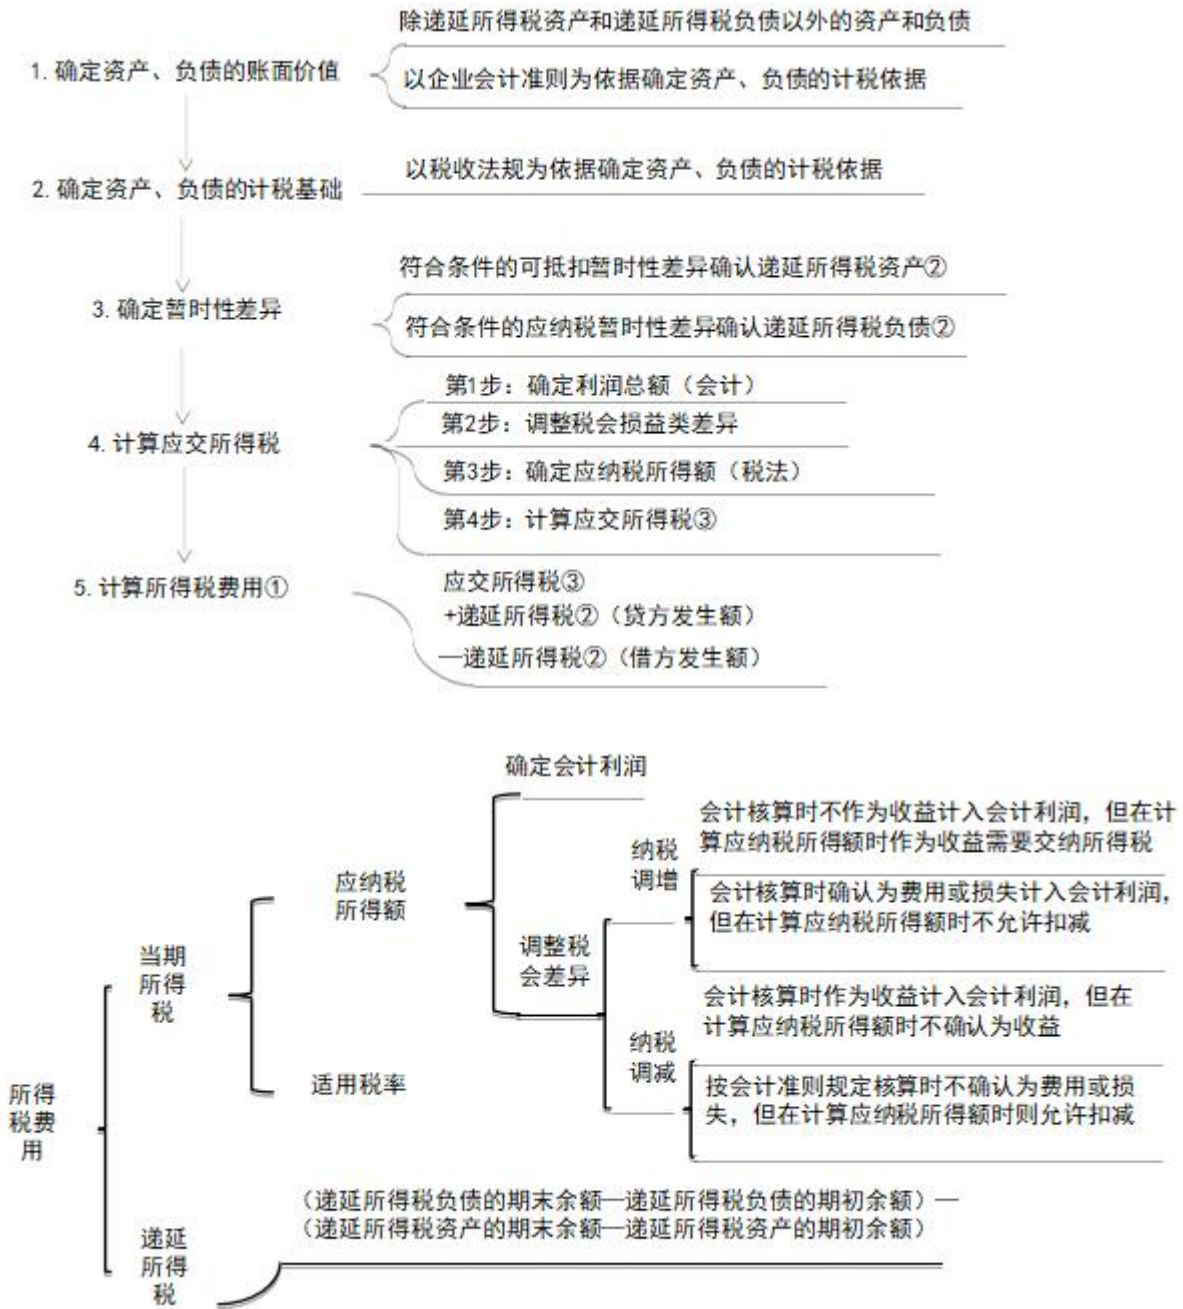 除递延所得税资产和递延所得税负债以外的资产和负债
1. 确定资产、负债的账面价值
以企业会计准则为依据确定资产、负债的计税依据
以税收法规为依据确定资产、负债的计税依据
2. 确定资产、负债的计税基础
符合条件的可抵扣暂时性差异确认递延所得税资产②
3. 确定暂时性差异
符合条件的应纳税暂时性差异确认递延所得税负债②
第1步：确定利润总额（会计）
第2步：调整税会损益类差异
4. 计算应交所得税
第3步：确定应纳税所得额（税法）
第4步：计算应交所得税③
5. 计算所得税费用①
应交所得税③
+递延所得税②（贷方发生额）
—递延所得税②（借方发生额）
所得
税费
用
当期
所得
税
应纳税
所得额
确定会计利润
调整税
会差异
纳税
调增
会计核算时不作为收益计入会计利润，但在计
算应纳税所得额时作为收益需要交纳所得税
会计核算时确认为费用或损失计入会计利润，
但在计算应纳税所得额时不允许扣减
纳税
调减
会计核算时作为收益计入会计利润，但在
计算应纳税所得额时不确认为收益
按会计准则规定核算时不确认为费用或损
失，但在计算应纳税所得额时则允许扣减
适用税率
递延
所得
税
（递延所得税负债的期末余额—递延所得税负债的期初余额）—
（递延所得税资产的期末余额—递延所得税资产的期初余额）